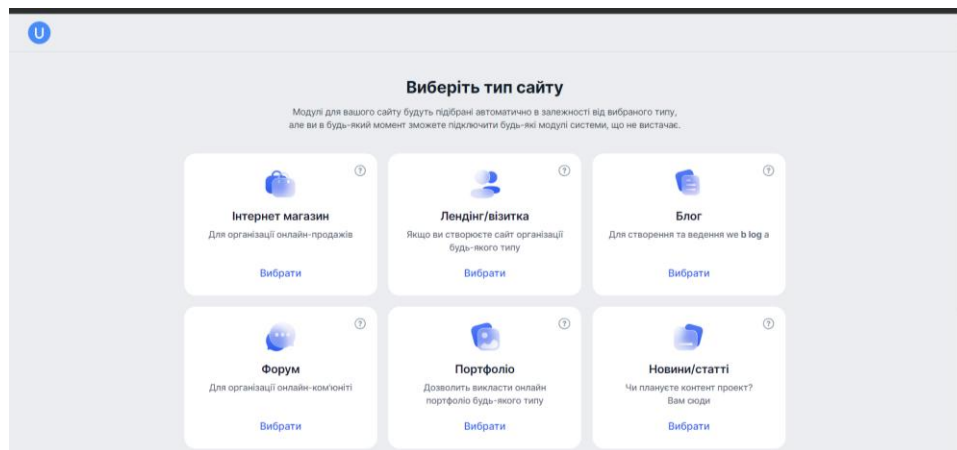 U
Виберіть тип сайту
Модулі для вашого сайту будуть підібрані автоматично в залежності від вибраного типу,
але ви в будь-який момент зможете підключити будь-які модулі системи, що не вистачає.
?
?
?
Інтернет магазин
Лендінг/візитка
Блог
Для організації онлайн-продажів
Якщо ви створюєте сайт організації
будь-якого типу
Для створення та ведення we b log а
Вибрати
Вибрати
Вибрати
?
?
?
Форум
Портфоліо
Новини/статті
Для організації онлайн-ком'юніті
Дозволить викласти онлайн
портфоліо будь-якого типу
Чи плануєте контент проект?
Вам сюди
Вибрати
Вибрати
Вибрати